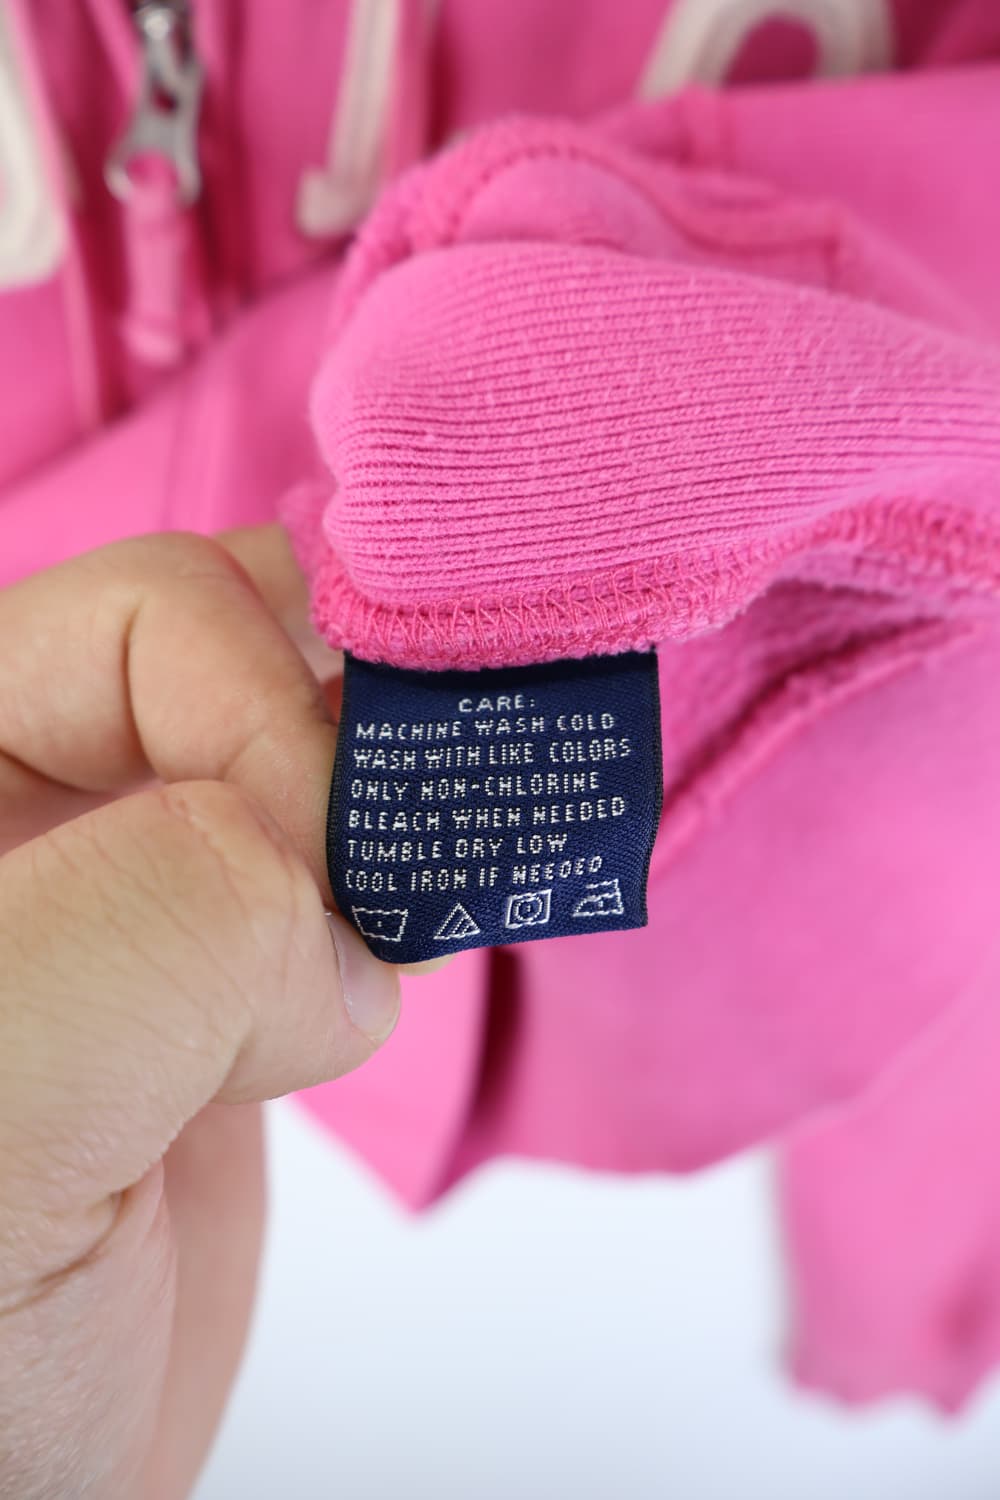 CARE:
MACHINE WASH COLD
WASH WITH LIKE COLORS
ONLY NON-CHLORINE
BLEACH WHEN NEEDED
TUMBLE DRY LOW
COOL IRON IF NEEDED